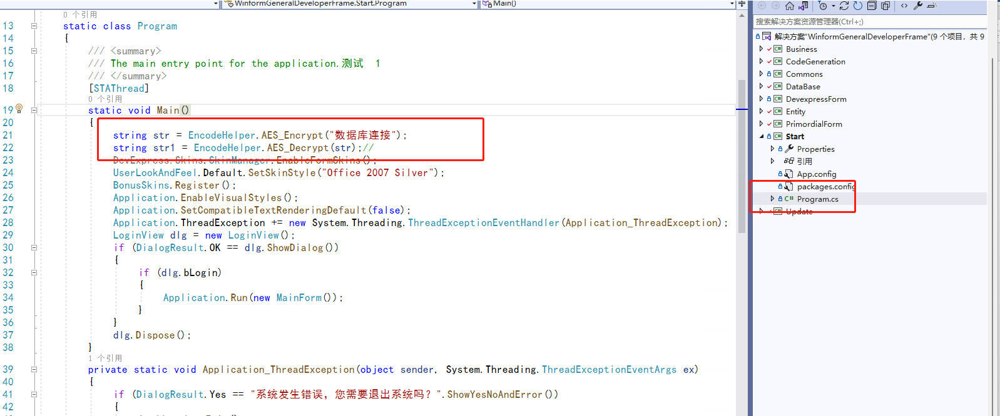 WinformGeneralDeveloperFrame.Start.Program
Main()
0 个引用
13 static class Program
14 {
15 /// <summary>
16 /// The main entry point for the application.测试 1
17 /// </summary>
18 [STAThread]
0 个引用
19 static void Main()
20 {
21 string str = EncodeHelper.AES_Encrypt("数据库连接");
22 string str1 = EncodeHelper.AES_Decrypt(str);//
23 DevExpress.Skins.SkinManager.EnableFormSkins();
24 UserLookAndFeel.Default.SetSkinStyle("Office 2007 Silver");
25 BonusSkins.Register();
26 Application.EnableVisualStyles();
27 Application.SetCompatibleTextRenderingDefault(false);
28 Application.ThreadException += new System.Threading.ThreadExceptionEventHandler(Application_ThreadException);
29 LoginView dlg = new LoginView();
30 if (DialogResult.OK == dlg.ShowDialog())
31 {
32 if (dlg.bLogin)
33 {
34 Application.Run(new MainForm());
35 }
36 }
37 dlg.Dispose();
38 }
1 个引用
39 private static void Application_ThreadException(object sender, System.Threading.ThreadExceptionEventArgs ex)
40 {
41 if (DialogResult.Yes == "系统发生错误，您需要退出系统吗？".ShowYesNoAndError())
42 {
搜索解决方案资源管理器(Ctrl+;)
解决方案"WinformGeneralDeveloperFrame"(9 个项目，共 9
C# Business
C# CodeGeneration
C# Commons
C# DataBase
C# DevexpressForm
C# Entity
C# PrimordialForm
C# Start
Properties
引用
App.config
packages.config
C# Program.cs
C# Update